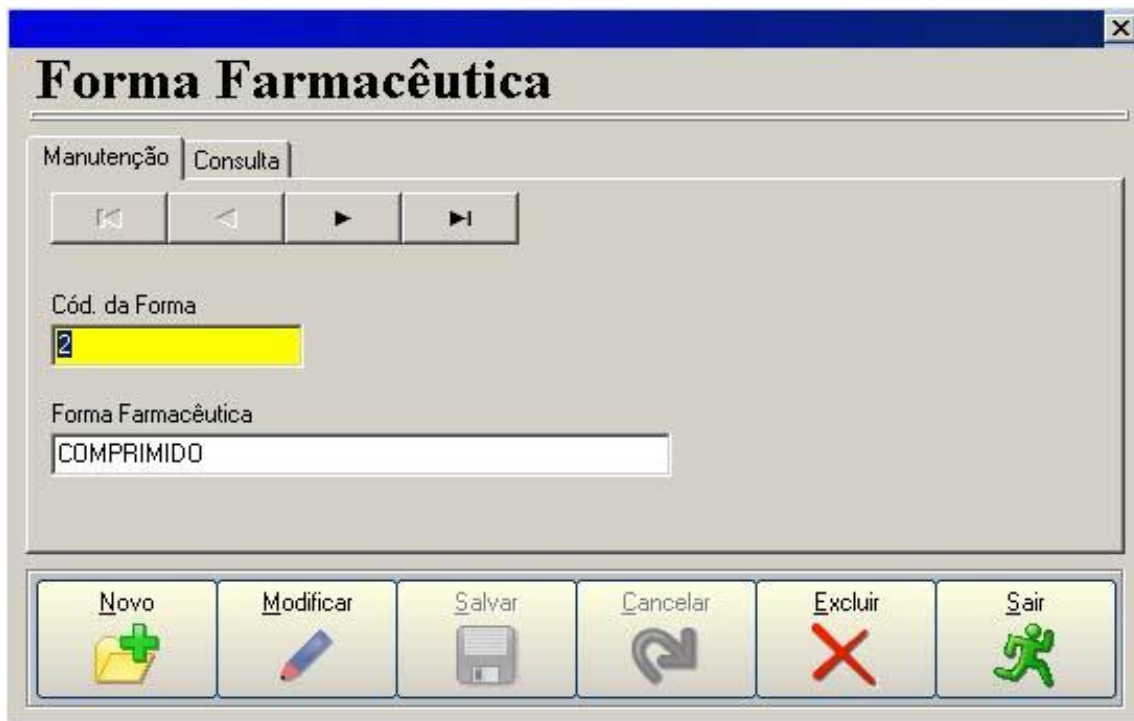 Forma Farmacêutica
Manutenção Consulta
Cód. da Forma
2
Forma Farmacêutica
COMPRIMIDO
Novo Modificar Salvar Cancelar Excluir Sair